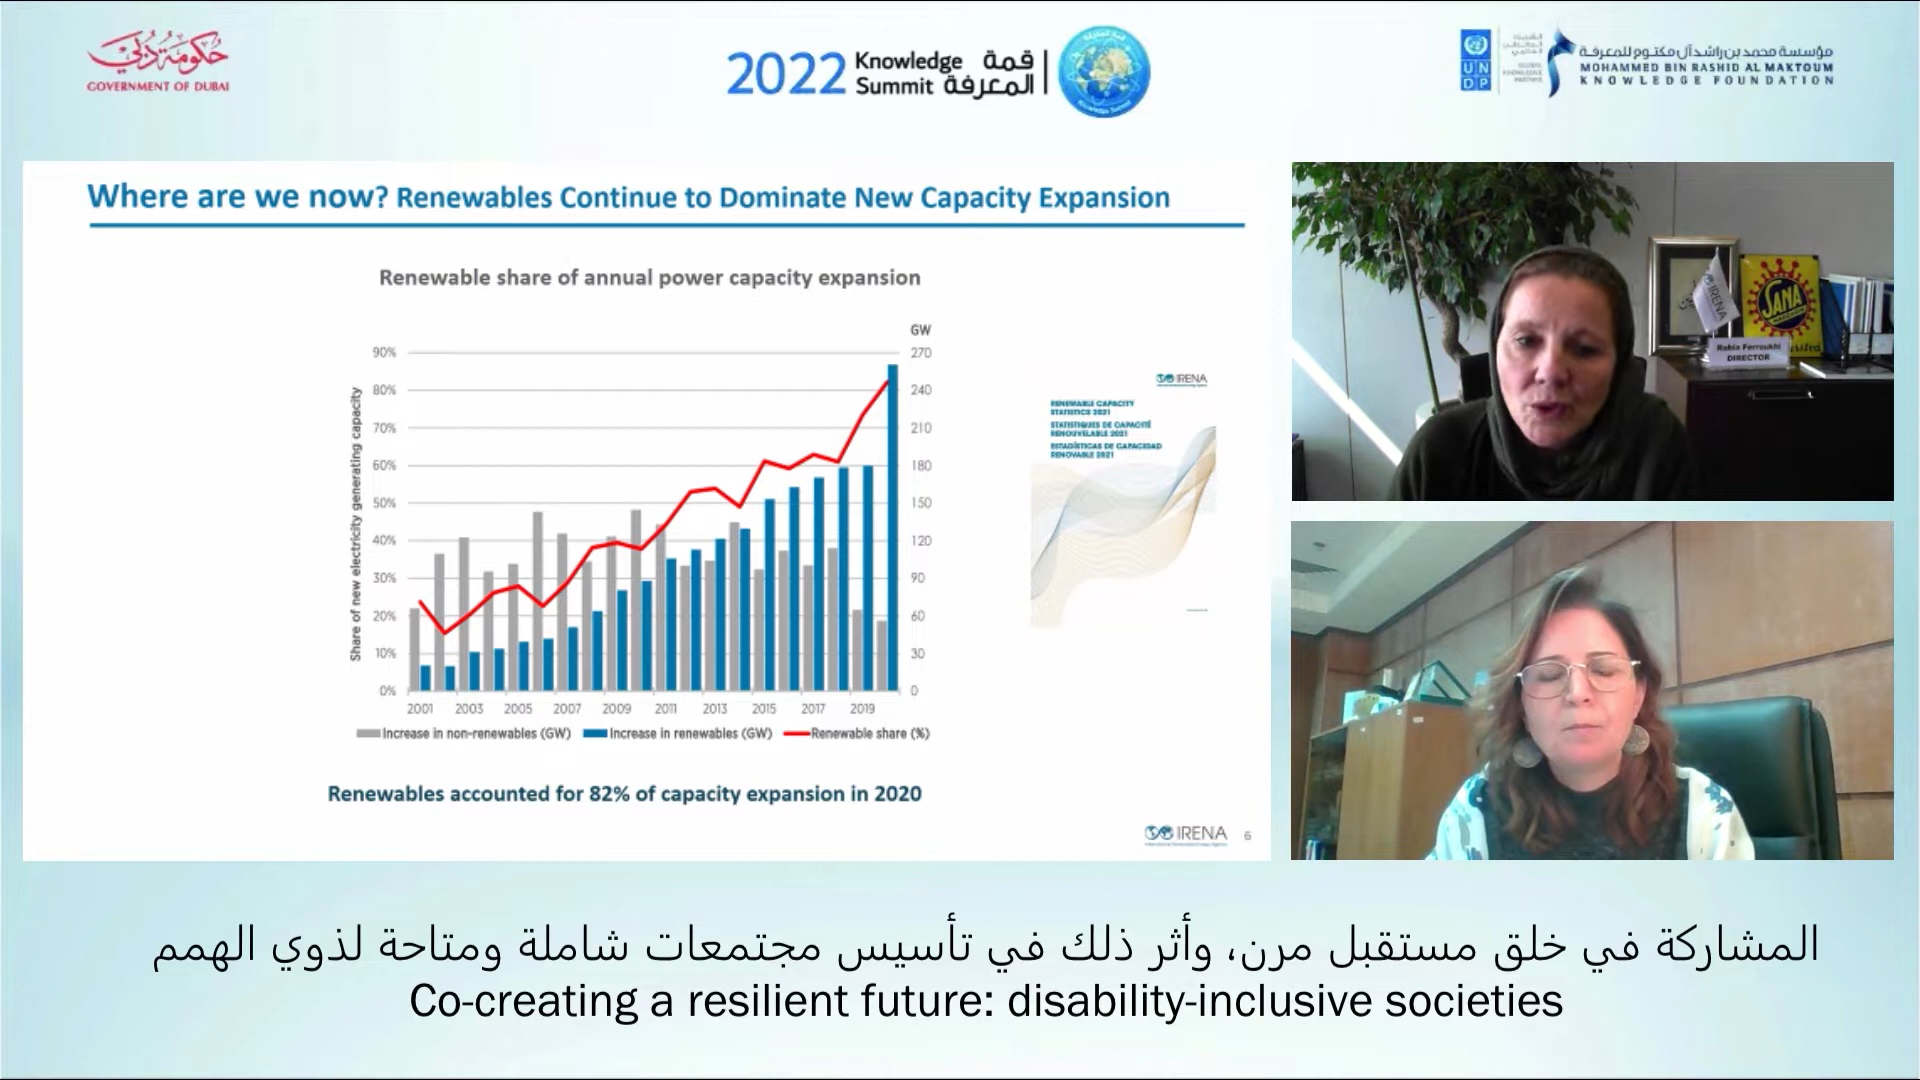 حكومة دبي
GOVERNMENT OF DUBAI
2022 Knowledge Summit
قمة المعرفة
UNDP
مؤسسة محمد بن راشد آل مكتوم للمعرفة
MOHAMMED BIN RASHID AL MAKTOUM
KNOWLEDGE FOUNDATION
Where are we now? Renewables Continue to Dominate New Capacity Expansion
Renewable share of annual power capacity expansion
GW
Share of new electricity generating capacity
90% 270
80% 240
70% 210
60% 180
50% 150
40% 120
30% 90
20% 60
10% 30
0% 0
2001 2003 2005 2007 2009 2011 2013 2015 2017 2019
Increase in non-renewables (GW) Increase in renewables (GW) Renewable share (%)
IRENA
RENEWABLE CAPACITY
STATISTICS 2021
STATISTIQUES DE CAPACITÉ
RENOUVELABLE 2021
ESTADÍSTICAS DE CAPACIDAD
RENOVABLE 2021
Renewables accounted for 82% of capacity expansion in 2020
IRENA
6
IRENA
SANA
Rabia Ferroukhi
DIRECTOR
المشاركة في خلق مستقبل مرن، وأثر ذلك في تأسيس مجتمعات شاملة ومتاحة لذوي الهمم
Co-creating a resilient future: disability-inclusive societies